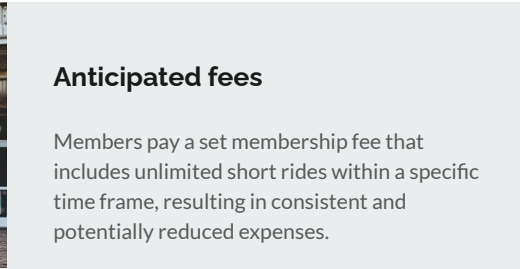 Anticipated fees
Members pay a set membership fee that
includes unlimited short rides within a specific
time frame, resulting in consistent and
potentially reduced expenses.